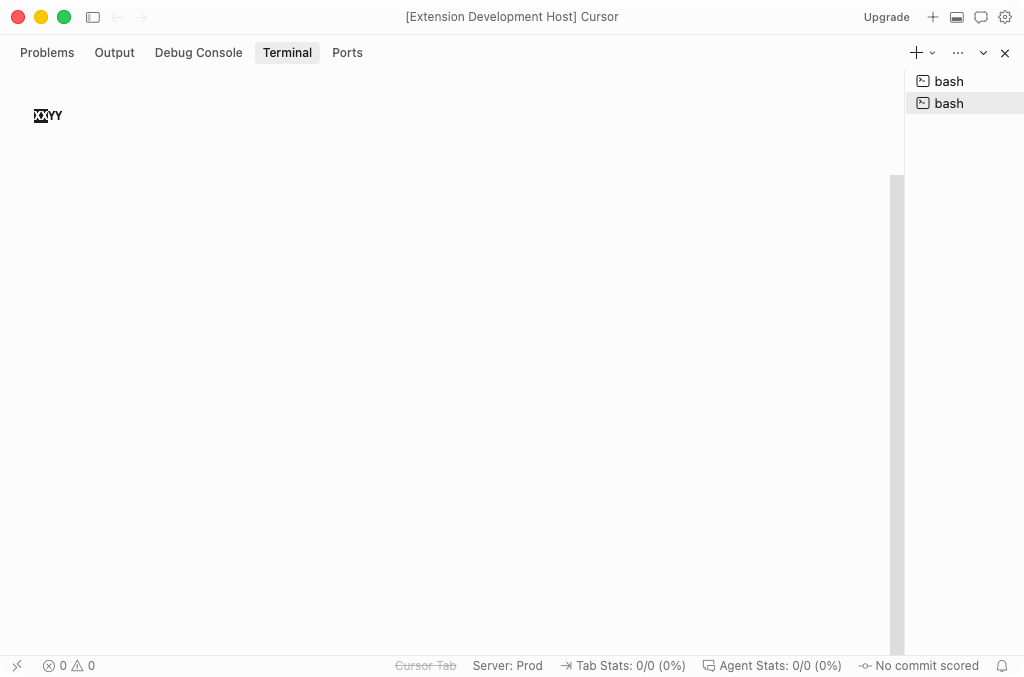 [Extension Development Host] Cursor
Upgrade
Problems Output Debug Console Terminal Ports
bash
bash
XXYY
0 0 Cursor Tab Server: Prod Tab Stats: 0/0 (0%) Agent Stats: 0/0 (0%) No commit scored